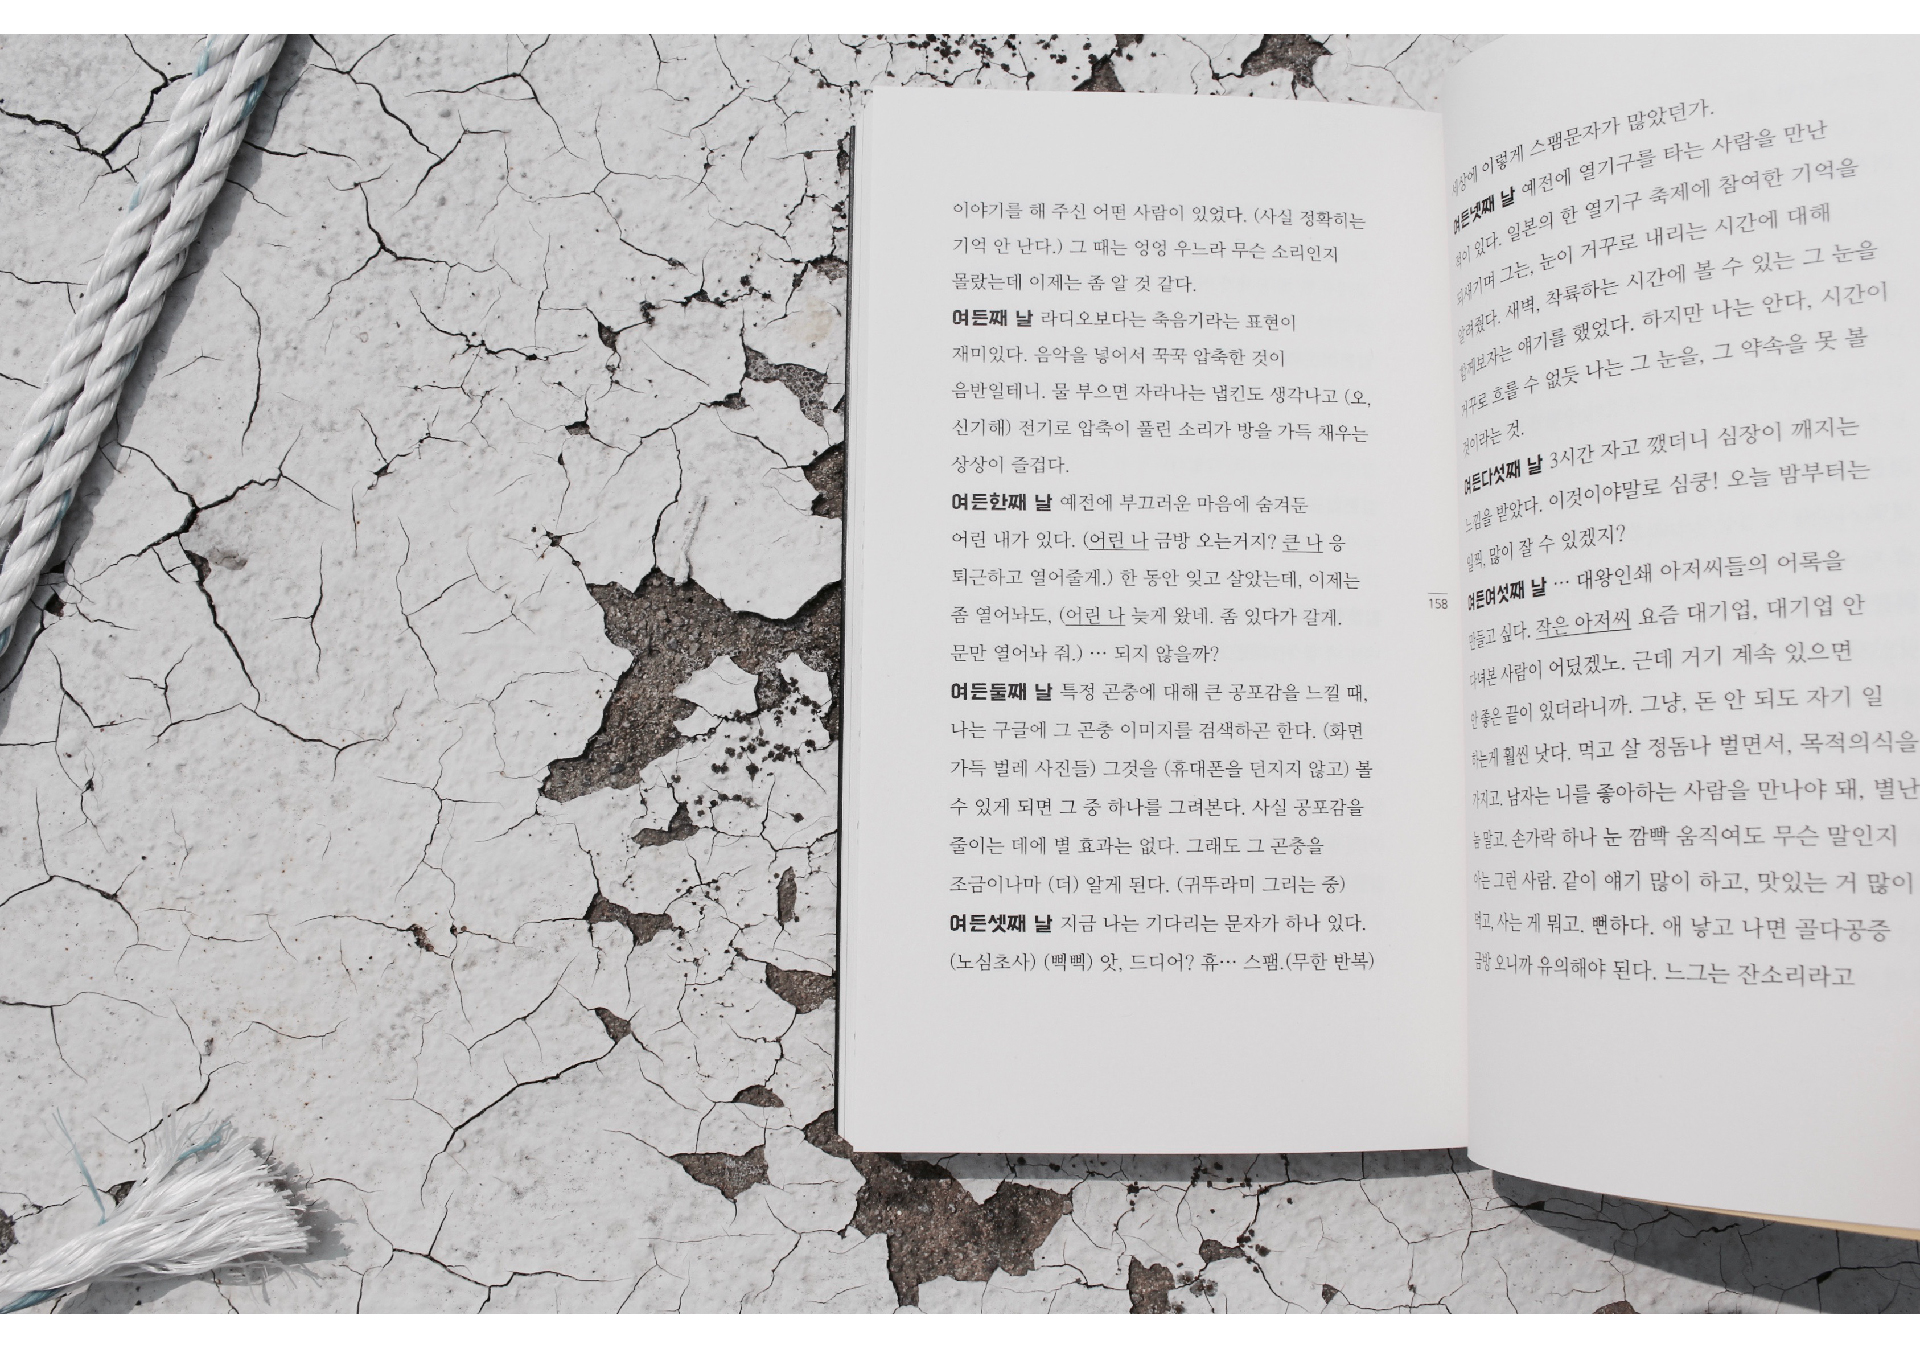 이야기를 해 주신 어떤 사람이 있었다. (사실 정확히는
기억 안 난다.) 그 때는 엉엉 우느라 무슨 소리인지
몰랐는데 이제는 좀 알 것 같다.
여든째 날 라디오보다는 축음기라는 표현이
재미있다. 음악을 넣어서 꾹꾹 압축한 것이
음반일테니. 물 부으면 자라나는 냅킨도 생각나고 (오,
신기해) 전기로 압축이 풀린 소리가 방을 가득 채우는
상상이 즐겁다.
여든한째 날 예전에 부끄러운 마음에 숨겨둔
어린 내가 있다. (어린 나 금방 오는거지? 큰 나 응
퇴근하고 열어줄게.) 한 동안 잊고 살았는데, 이제는
좀 열어놔도, (어린 나 늦게 왔네. 좀 있다가 갈게.
문만 열어놔 줘.) … 되지 않을까?
여든둘째 날 특정 곤충에 대해 큰 공포감을 느낄 때,
나는 구글에 그 곤충 이미지를 검색하곤 한다. (화면
가득 벌레 사진들) 그것을 (휴대폰을 던지지 않고) 볼
수 있게 되면 그 중 하나를 그려본다. 사실 공포감을
줄이는 데에 별 효과는 없다. 그래도 그 곤충을
조금이나마 (더) 알게 된다. (귀뚜라미 그리는 중)
여든셋째 날 지금 나는 기다리는 문자가 하나 있다.
(노심초사) (삑삑) 앗, 드디어? 휴… 스팸.(무한 반복)
158
세상에 이렇게 스팸문자가 많았던가.
여든넷째 날 예전에 열기구를 타는 사람을 만난
적이 있다. 일본의 한 열기구 축제에 참여한 기억을
되새기며 그는, 눈이 거꾸로 내리는 시간에 대해
알려줬다. 새벽, 착륙하는 시간에 볼 수 있는 그 눈을
함께보자는 얘기를 했었다. 하지만 나는 안다, 시간이
거꾸로 흐를 수 없듯 나는 그 눈을, 그 약속을 못 볼
것이라는 것.
여든다섯째 날 3시간 자고 깼더니 심장이 깨지는
느낌을 받았다. 이것이야말로 심쿵! 오늘 밤부터는
일찍, 많이 잘 수 있겠지?
여든여섯째 날 … 대왕인쇄 아저씨들의 어록을
만들고 싶다. 작은 아저씨 요즘 대기업, 대기업 안
다녀본 사람이 어딨겠노. 근데 거기 계속 있으면
안 좋은 끝이 있더라니까. 그냥, 돈 안 되도 자기 일
하는게 훨씬 낫다. 먹고 살 정돔나 벌면서, 목적의식을
가지고. 남자는 니를 좋아하는 사람을 만나야 돼, 별난
놈 말고. 손가락 하나 눈 깜빡 움직여도 무슨 말인지
아는 그런 사람. 같이 얘기 많이 하고, 맛있는 거 많이
먹고, 사는 게 뭐고. 뻔하다. 애 낳고 나면 골다공증
금방 오니까 유의해야 된다. 느그는 잔소리라고